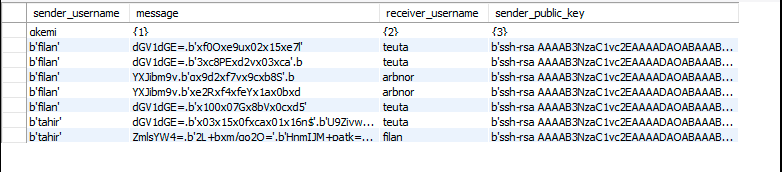 sender_username message receiver_username sender_public_key
gkemi {1} {2} {3}
b'filan' dGV1dGE=.b'xf0Oxe9ux02x15xe7l' teuta b'ssh-rsa AAAAB3NzaC1vc2EAAAADAOABAAAB...
b'filan' dGV1dGE=.b'3xc8PExd2vx03xca'.b teuta b'ssh-rsa AAAAB3NzaC1vc2EAAAADAOABAAAB...
b'filan' YXJibm9v.b'ax9d2xf7vx9cxb8S'.b arbnor b'ssh-rsa AAAAB3NzaC1vc2EAAAADAOABAAAB...
b'filan' YXJibm9v.b'xe2Rxf4xfeYx1ax0bxd arbnor b'ssh-rsa AAAAB3NzaC1vc2EAAAADAOABAAAB...
b'filan' dGV1dGE=.b'x100x07Gx8bVx0cxd5' teuta b'ssh-rsa AAAAB3NzaC1vc2EAAAADAOABAAAB...
b'tahir' dGV1dGE=.b'x03x15x0fxcax01x16n$'.b'U9Zivw... teuta b'ssh-rsa AAAAB3NzaC1vc2EAAAADAOABAAAB...
b'tahir' ZmlsYW4=.b'2L+bxm/go2O='.b'HnmIJM+patk=... filan b'ssh-rsa AAAAB3NzaC1vc2EAAAADAOABAAAB...